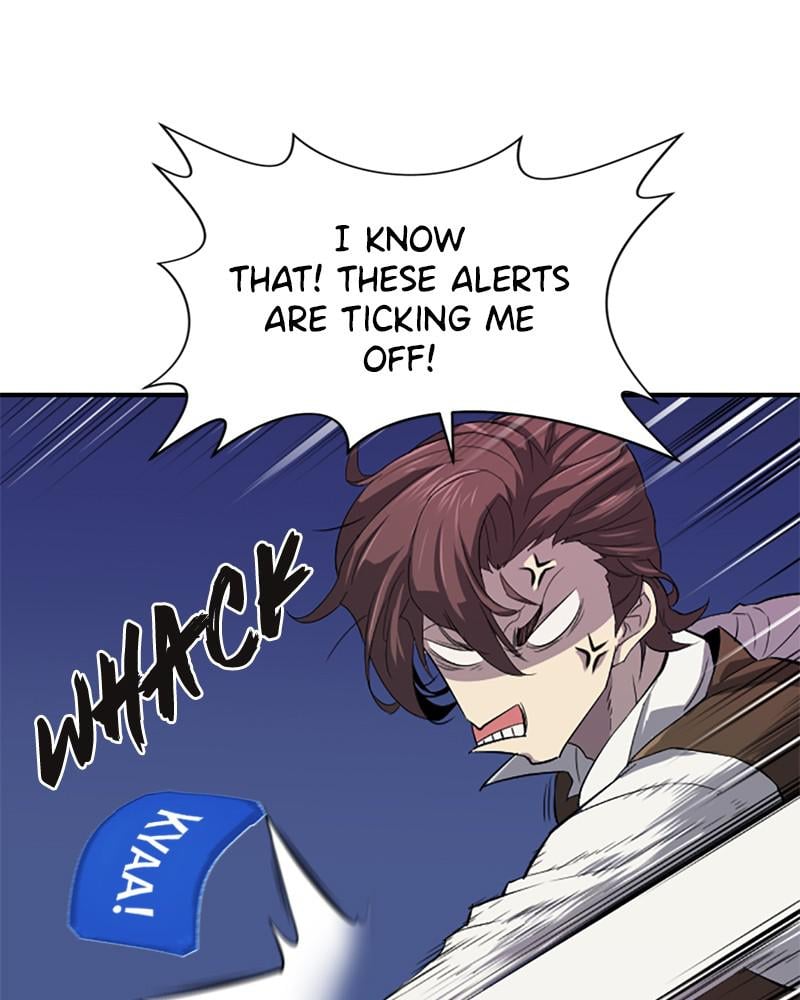 I KNOW
THAT! THESE ALERTS
ARE TICKING ME
OFF!
WHACK
KYAA!